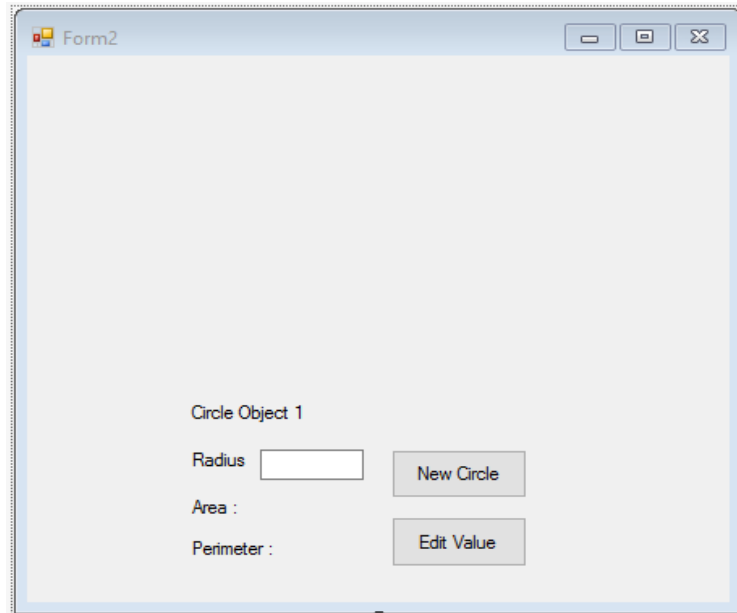 Form2
Circle Object 1
Radius
New Circle
Area :
Perimeter :
Edit Value